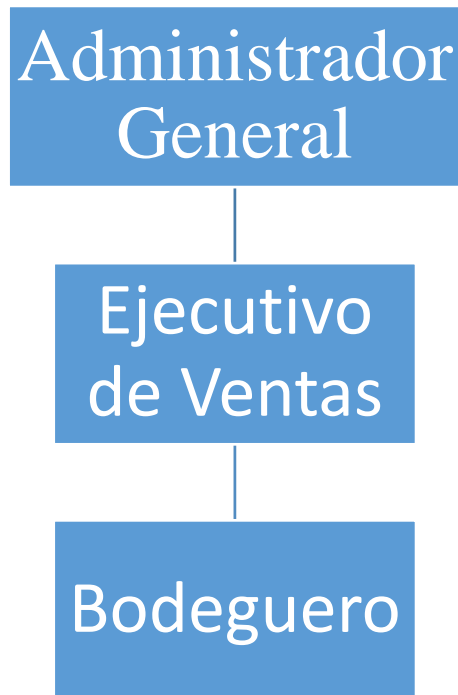 Administrador
General
Ejecutivo
de Ventas
Bodeguero